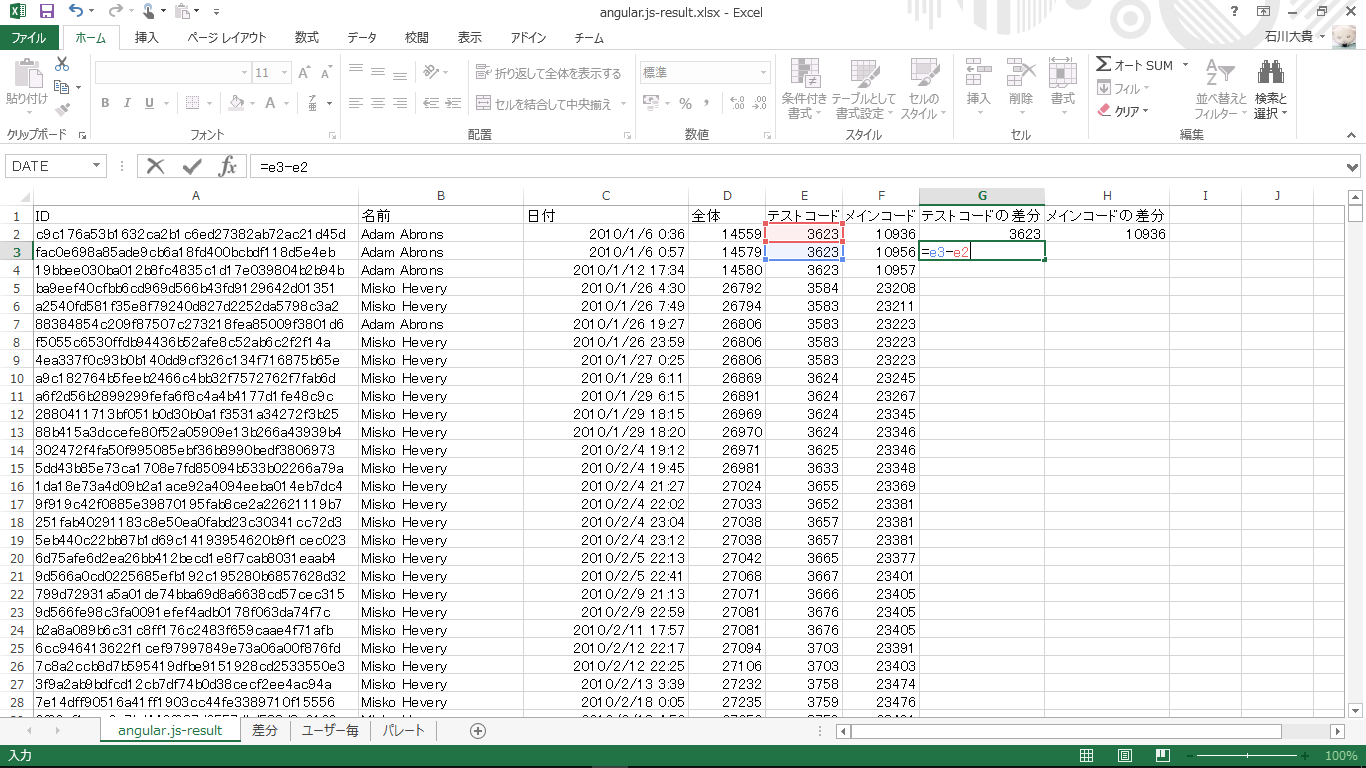 angular.js-result.xlsx - Excel
ファイル ホーム 挿入 ページ レイアウト 数式 データ 校閲 表示 アドイン チーム 石川大貴
貼り付け 11 折り返して全体を表示する 標準 条件付き書式 テーブルとして書式設定 セルのスタイル 挿入 削除 書式 オート SUM 並べ替えとフィルター 検索と選択
B I U A 亜 セルを結合して中央揃え % フィル クリア
クリップボード フォント 配置 数値 スタイル セル 編集
DATE fx =e3-e2
A B C D E F G H I J
1 ID 名前 日付 全体 テストコード メインコード テストコードの差分 メインコードの差分
2 c9c176a53b1632ca2b1c6ed27382ab72ac21d45d Adam Abrons 2010/1/6 0:36 14559 3623 10936 3623 10936
3 fac0e698a85ade9cb6a18fd400bcbdf118d5e4eb Adam Abrons 2010/1/6 0:57 14579 3623 10956 =e3-e2
4 19bbee030ba012b8fc4835c1d17e039804b2b94b Adam Abrons 2010/1/12 17:34 14580 3623 10957
5 ba9eef40cfbb6cd969d566b43fd9129642d01351 Misko Hevery 2010/1/26 4:30 26792 3584 23208
6 a2540fd581f35e8f79240d827d2252da5798c3a2 Misko Hevery 2010/1/26 7:49 26794 3583 23211
7 88384854c209f87507c273218fea85009f3801d6 Adam Abrons 2010/1/26 19:27 26806 3583 23223
8 f5055c6530ffdb94436b52afe8c52ab6c2f2f14a Misko Hevery 2010/1/26 23:59 26806 3583 23223
9 4ea337f0c93b0b140dd9cf326c134f716875b65e Misko Hevery 2010/1/27 0:25 26806 3583 23223
10 a9c182764b5feeb2466c4bb32f7572762f7fab6d Misko Hevery 2010/1/29 6:11 26869 3624 23245
11 a6f2d56b2899299fefa6f8c4a4b4177d1fe48c9c Misko Hevery 2010/1/29 6:15 26891 3624 23267
12 2880411713bf051b0d30b0a1f3531a34272f3b25 Misko Hevery 2010/1/29 18:15 26969 3624 23345
13 88b415a3dccefe80f52a05909e13b266a43939b4 Misko Hevery 2010/1/29 18:20 26970 3624 23346
14 302472f4fa50f995085ebf36b8990bedf3806973 Misko Hevery 2010/2/4 19:12 26971 3625 23346
15 5dd43b85e73ca1708e7fd85094b533b02266a79a Misko Hevery 2010/2/4 19:45 26981 3633 23348
16 1da18e73a4d09b2a1ace92a4094eeba014eb7dc4 Misko Hevery 2010/2/4 21:27 27024 3655 23369
17 9f919c42f0885e39870195fab8ce2a22621119b7 Misko Hevery 2010/2/4 22:02 27033 3652 23381
18 251fab40291183c8e50ea0fabd23c30341cc72d3 Misko Hevery 2010/2/4 23:04 27038 3657 23381
19 5eb440c22bb87b1d69c14193954620b9f1cec023 Misko Hevery 2010/2/4 23:12 27038 3657 23381
20 6d75afe6d2ea26bb412becd1e8f7cab8031eaab4 Misko Hevery 2010/2/5 22:13 27042 3665 23377
21 9d566a0cd0225685efb192c195280b6857628d32 Misko Hevery 2010/2/5 22:41 27068 3667 23401
22 799d72931a5a01de74bba69d8a6638cd57cec315 Misko Hevery 2010/2/9 21:13 27071 3666 23405
23 9d566fe98c3fa0091efef4adb0178f063da74f7c Misko Hevery 2010/2/9 22:59 27081 3676 23405
24 b2a8a089b6c31c8ff176c2483f659caae4f71afb Misko Hevery 2010/2/11 17:57 27081 3676 23405
25 6cc946413622f1cef97997849e73a06a00f876fd Misko Hevery 2010/2/12 22:17 27094 3703 23391
26 7c8a2ccb8d7b595419dfbe9151928cd2533550e3 Misko Hevery 2010/2/12 22:25 27106 3703 23403
27 3f9a2ab9bdfcd12cb7df74b0d38cecf2ee4ac94a Misko Hevery 2010/2/13 3:39 27232 3758 23474
28 7e14dff90516a41ff1903cc44fe3389710f15556 Misko Hevery 2010/2/18 0:05 27235 3759 23476
angular.js-result 差分 ユーザー毎 パレート
入力 100%